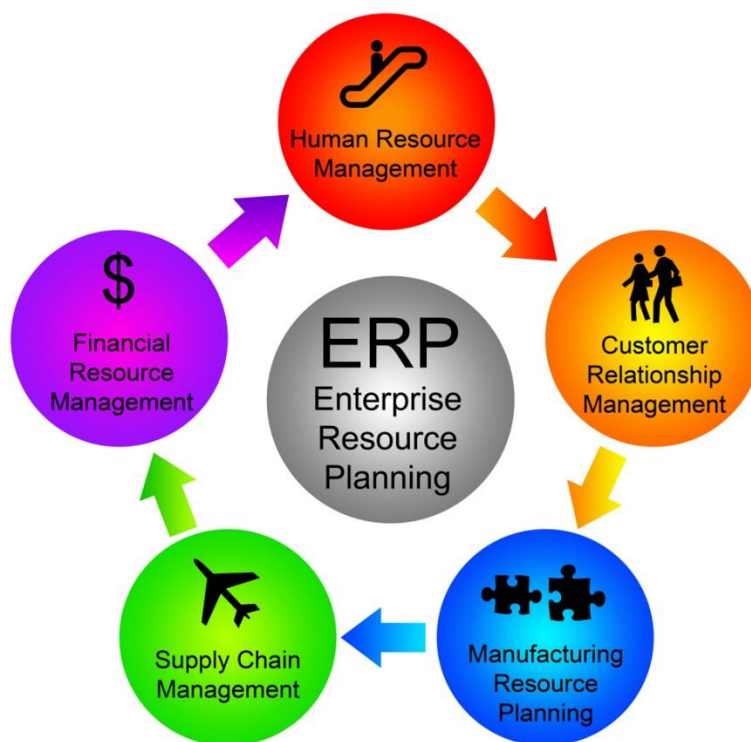 Human Resource
Management
Customer
Relationship
Management
Manufacturing
Resource
Planning
Supply Chain
Management
$
Financial
Resource
Management
ERP
Enterprise
Resource
Planning